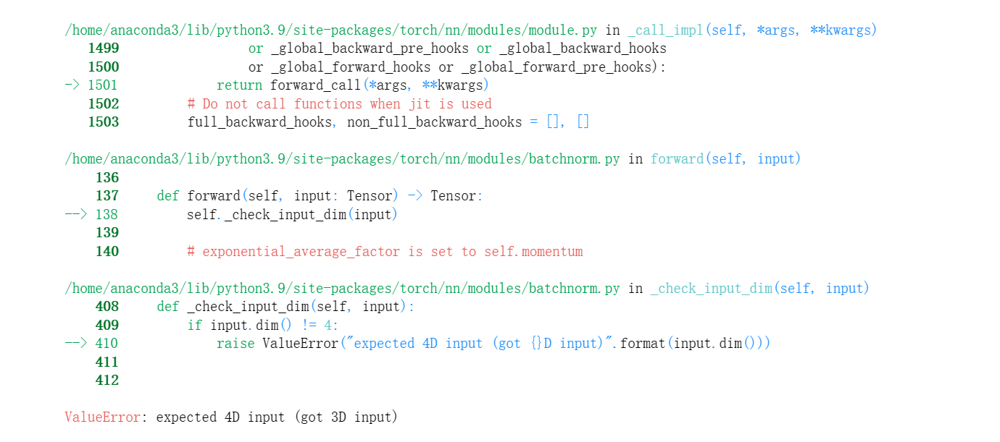 /home/anaconda3/lib/python3.9/site-packages/torch/nn/modules/module.py in _call_impl(self, *args, **kwargs)
1499                 or _global_backward_pre_hooks or _global_backward_hooks
1500                 or _global_forward_hooks or _global_forward_pre_hooks):
-> 1501             return forward_call(*args, **kwargs)
1502         # Do not call functions when jit is used
1503         full_backward_hooks, non_full_backward_hooks = [], []
/home/anaconda3/lib/python3.9/site-packages/torch/nn/modules/batchnorm.py in forward(self, input)
136
137     def forward(self, input: Tensor) -> Tensor:
--> 138         self._check_input_dim(input)
139
140         # exponential_average_factor is set to self.momentum
/home/anaconda3/lib/python3.9/site-packages/torch/nn/modules/batchnorm.py in _check_input_dim(self, input)
408     def _check_input_dim(self, input):
409         if input.dim() != 4:
--> 410             raise ValueError("expected 4D input (got {}D input)".format(input.dim()))
411
412
ValueError: expected 4D input (got 3D input)